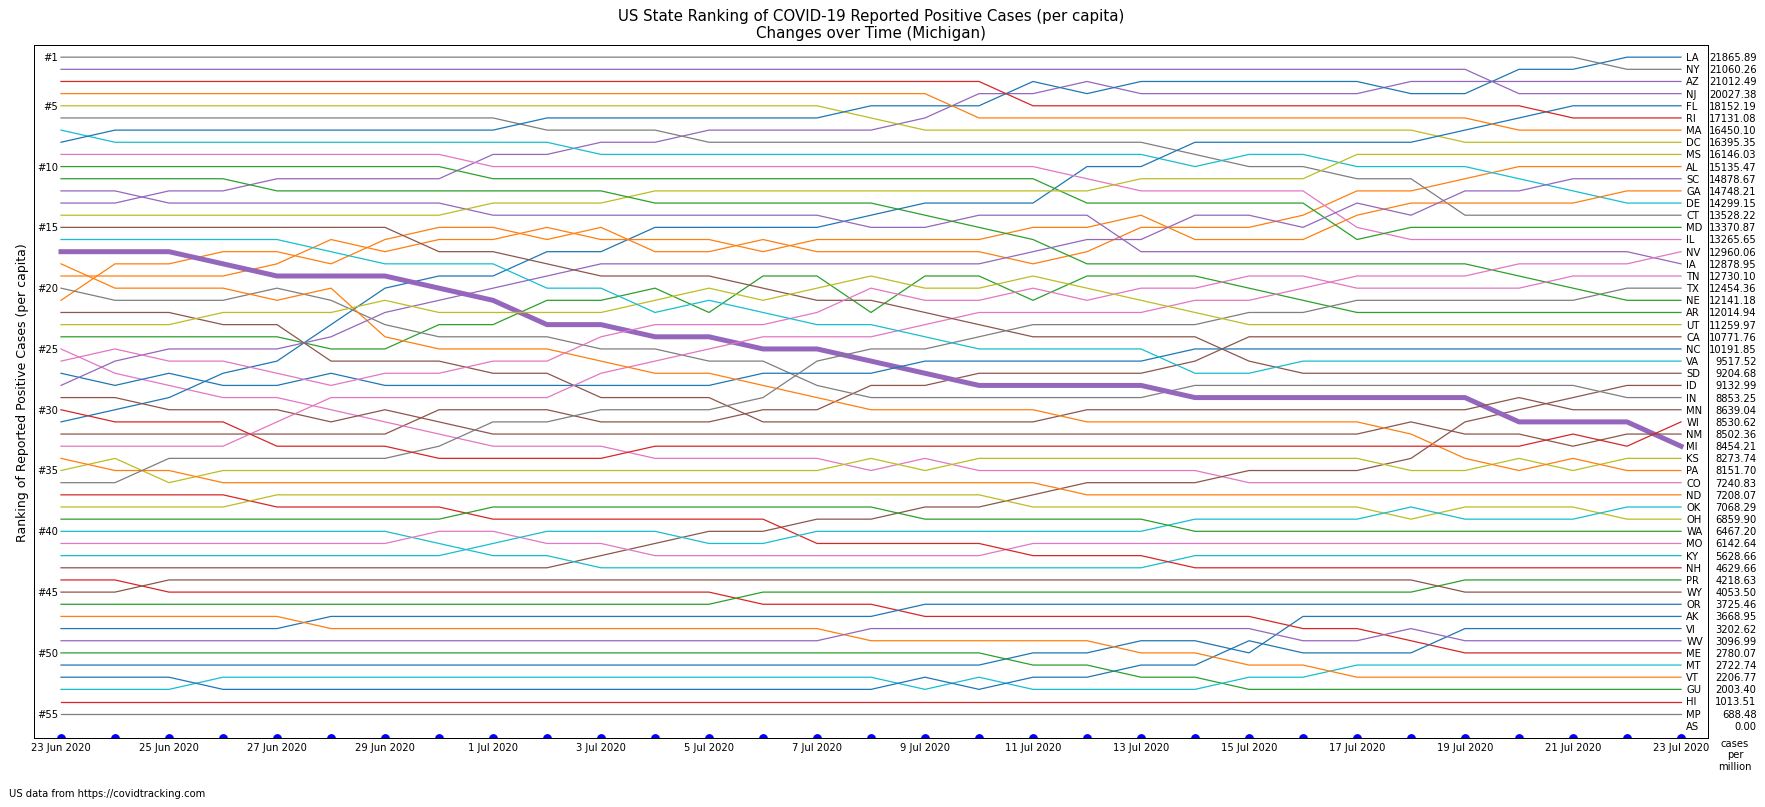 US State Ranking of COVID-19 Reported Positive Cases (per capita)
Changes over Time (Michigan)
Ranking of Reported Positive Cases (per capita)
#1
#5
#10
#15
#20
#25
#30
#35
#40
#45
#50
#55
LA 21865.89
NY 21060.26
AZ 21012.49
NJ 20027.38
FL 18152.19
RI 17131.08
MA 16450.10
DC 16395.35
MS 16146.03
AL 15135.47
SC 14878.67
GA 14748.21
DE 14299.15
CT 13528.22
MD 13370.87
IL 13265.65
NV 12960.06
IA 12878.95
TN 12730.10
TX 12454.36
NE 12141.18
AR 12014.94
UT 11259.97
CA 10771.76
NC 10191.85
VA 9517.52
SD 9204.68
ID 9132.99
IN 8853.25
MN 8639.04
WI 8530.62
NM 8502.36
MI 8454.21
KS 8273.74
PA 8151.70
CO 7240.83
ND 7208.07
OK 7068.29
OH 6859.90
WA 6467.20
MO 6142.64
KY 5628.66
NH 4629.66
PR 4218.63
WY 4053.50
OR 3725.46
AK 3668.95
VI 3202.62
WV 3096.99
ME 2780.07
MT 2722.74
VT 2206.77
GU 2003.40
HI 1013.51
MP 688.48
AS 0.00
23 Jun 2020 25 Jun 2020 27 Jun 2020 29 Jun 2020 1 Jul 2020 3 Jul 2020 5 Jul 2020 7 Jul 2020 9 Jul 2020 11 Jul 2020 13 Jul 2020 15 Jul 2020 17 Jul 2020 19 Jul 2020 21 Jul 2020 23 Jul 2020
cases
per
million
US data from https://covidtracking.com